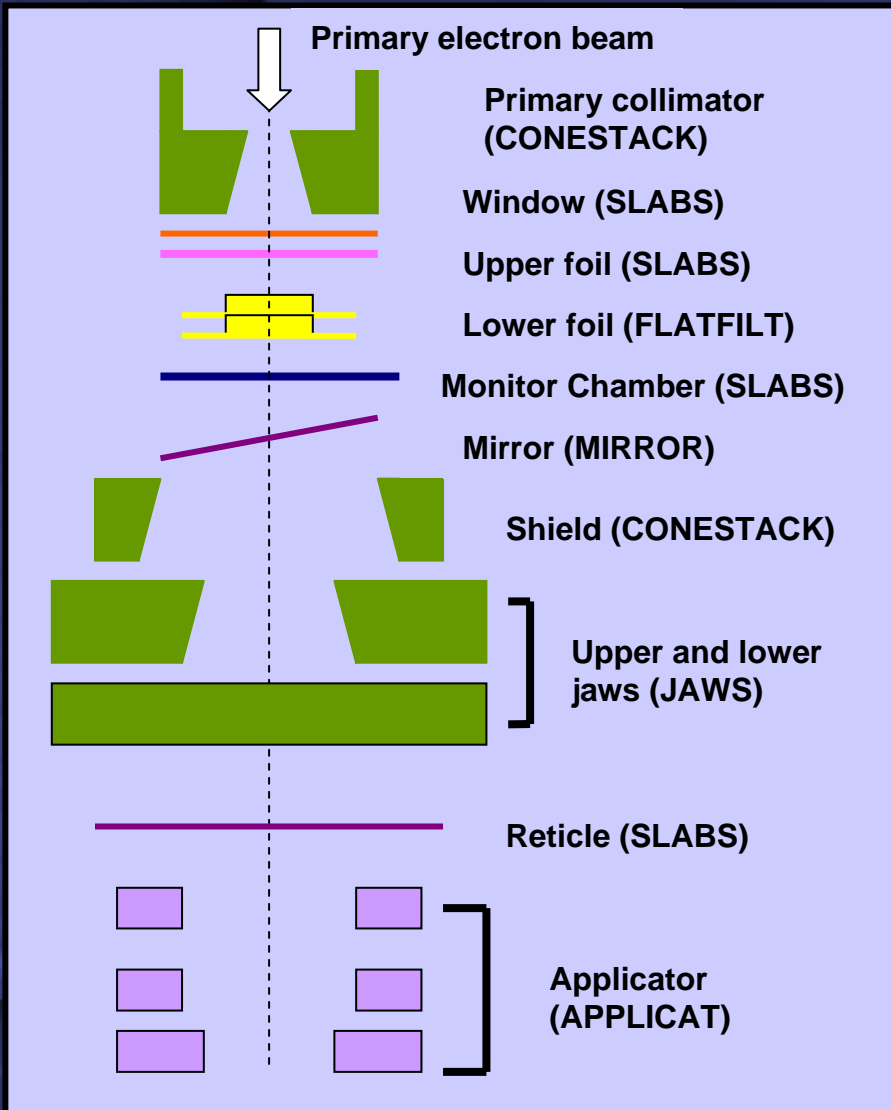 Primary electron beam
Primary collimator
(CONESTACK)
Window (SLABS)
Upper foil (SLABS)
Lower foil (FLATFILT)
Monitor Chamber (SLABS)
Mirror (MIRROR)
Shield (CONESTACK)
Upper and lower
jaws (JAWS)
Reticle (SLABS)
Applicator
(APPLICAT)